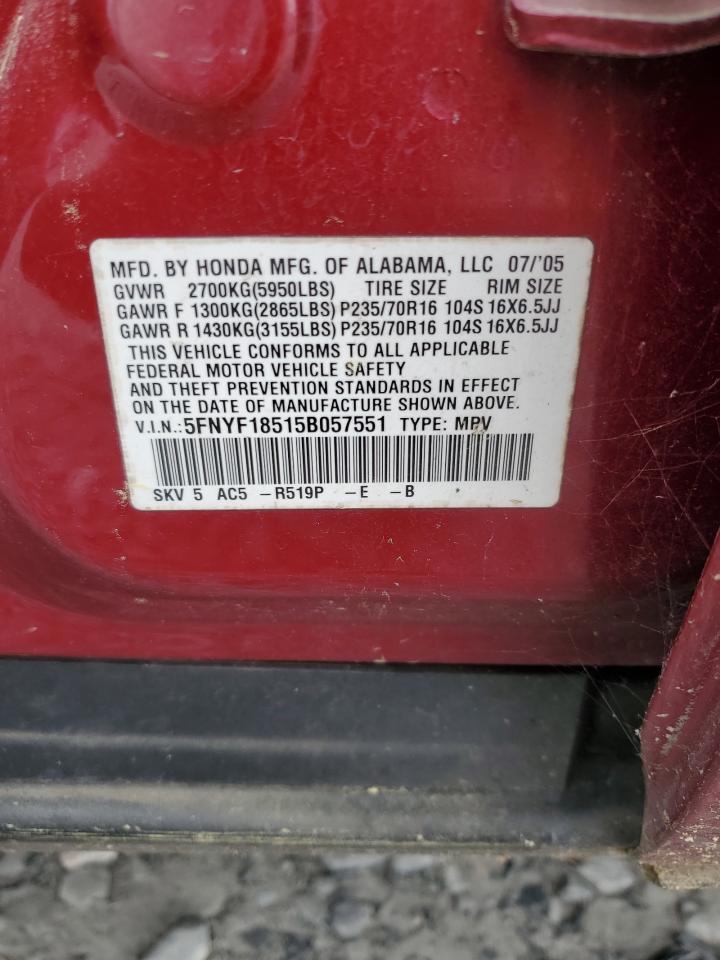 MFD. BY HONDA MFG. OF ALABAMA, LLC 07/'05
GVWR 2700KG(5950LBS) TIRE SIZE RIM SIZE
GAWR F 1300KG(2865LBS) P235/70R16 104S 16X6.5JJ
GAWR R 1430KG(3155LBS) P235/70R16 104S 16X6.5JJ
THIS VEHICLE CONFORMS TO ALL APPLICABLE
FEDERAL MOTOR VEHICLE SAFETY
AND THEFT PREVENTION STANDARDS IN EFFECT
ON THE DATE OF MANUFACTURE SHOWN ABOVE.
V.I.N.: 5FNYF18515B057551 TYPE: MPV
SKV 5 AC5 -R519P -E -B